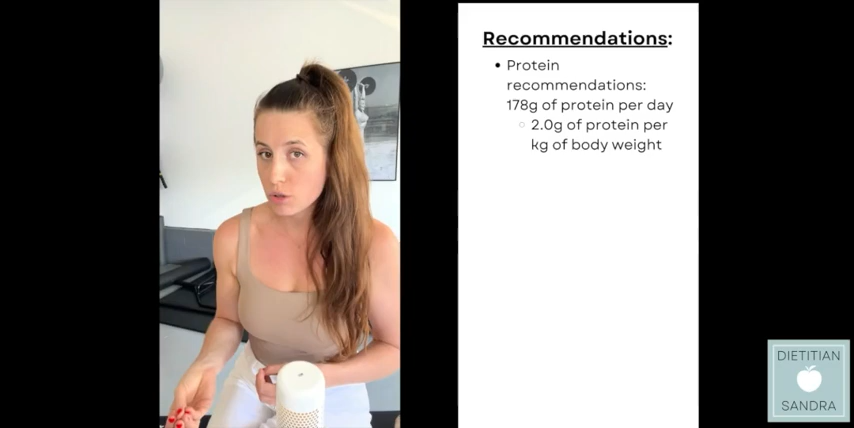 Recommendations:
• Protein
recommendations:
178g of protein per day
○ 2.0g of protein per
kg of body weight
DIETITIAN
SANDRA